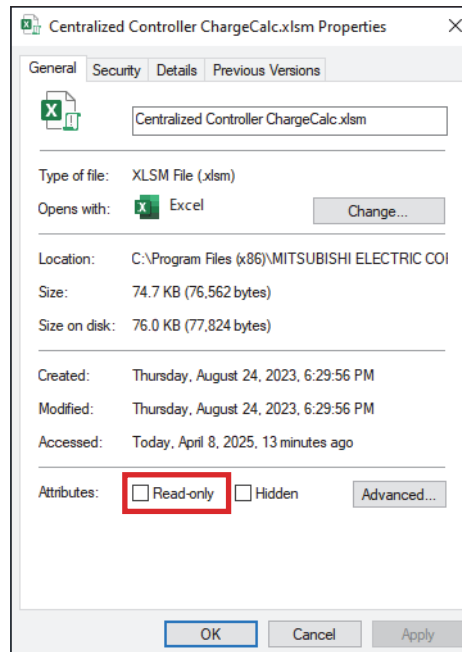 Centralized Controller ChargeCalc.xlsm Properties
General Security Details Previous Versions
Centralized Controller ChargeCalc.xlsm
Type of file: XLSM File (.xlsm)
Opens with: Excel Change...
Location: C:\Program Files (x86)\MITSUBISHI ELECTRIC COI
Size: 74.7 KB (76,562 bytes)
Size on disk: 76.0 KB (77,824 bytes)
Created: Thursday, August 24, 2023, 6:29:56 PM
Modified: Thursday, August 24, 2023, 6:29:56 PM
Accessed: Today, April 8, 2025, 13 minutes ago
Attributes: Read-only Hidden Advanced...
OK Cancel Apply